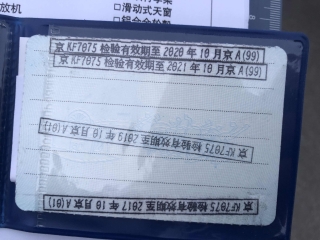 放机
□滑动式天窗
□铝合金轮毂
京KF7075检验有效期至2020年10月京A(99)
京KF7075检验有效期至2021年10月京A(99)
京KF7075检验有效期至2019年10月京A(01)
京KF7075检验有效期至2017年10月京A(01)